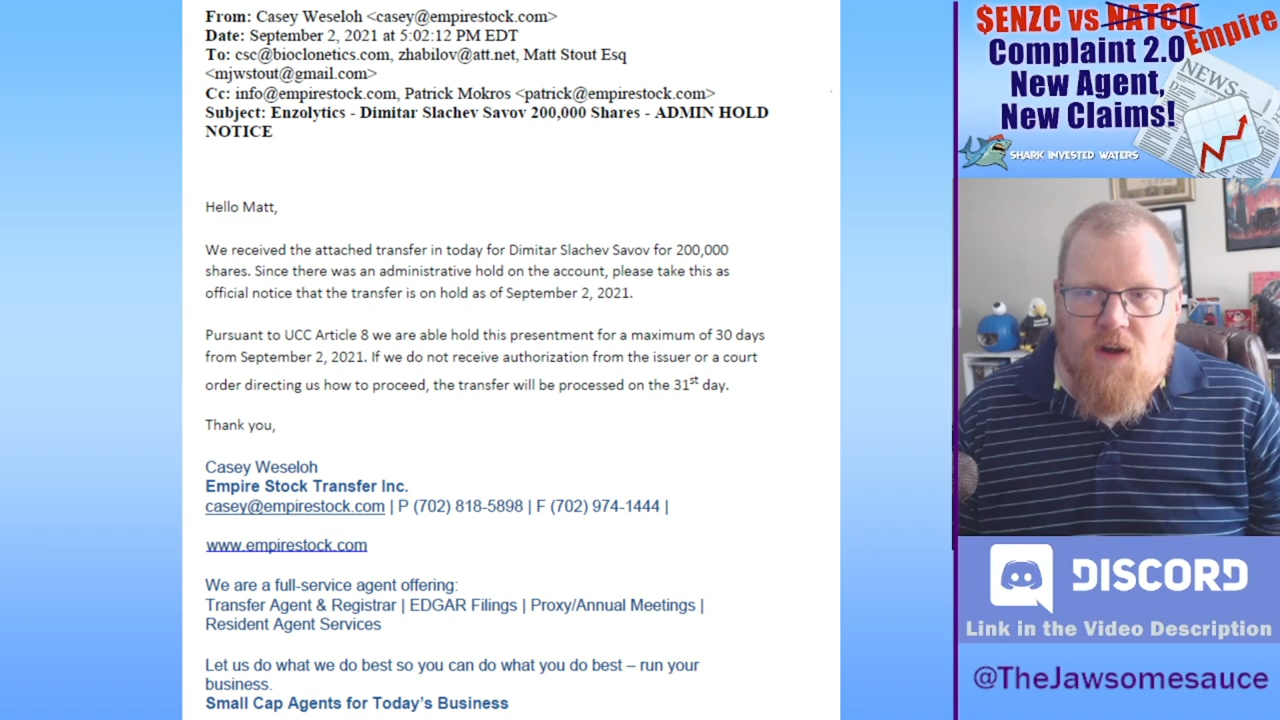 From: Casey Weseloh <casey@empirestock.com>
Date: September 2, 2021 at 5:02:12 PM EDT
To: csc@bioclonetics.com, zhabilov@att.net, Matt Stout Esq
<mjwstout@gmail.com>
Cc: info@empirestock.com, Patrick Mokros <patrick@empirestock.com>
Subject: Enzolytics - Dimitar Slachev Savov 200,000 Shares - ADMIN HOLD
NOTICE
Hello Matt,
We received the attached transfer in today for Dimitar Slachev Savov for 200,000
shares. Since there was an administrative hold on the account, please take this as
official notice that the transfer is on hold as of September 2, 2021.
Pursuant to UCC Article 8 we are able hold this presentment for a maximum of 30 days
from September 2, 2021. If we do not receive authorization from the issuer or a court
order directing us how to proceed, the transfer will be processed on the 31st day.
Thank you,
Casey Weseloh
Empire Stock Transfer Inc.
casey@empirestock.com | P (702) 818-5898 | F (702) 974-1444 |
www.empirestock.com
We are a full-service agent offering:
Transfer Agent & Registrar | EDGAR Filings | Proxy/Annual Meetings |
Resident Agent Services
Let us do what we do best so you can do what you do best – run your
business.
Small Cap Agents for Today's Business
$ENZC vs NATCO
Empire
Complaint 2.0
New Agent,
New Claims!
NEWS
SHARK INVESTED WATERS
DISCORD
Link in the Video Description
@TheJawsomesauce